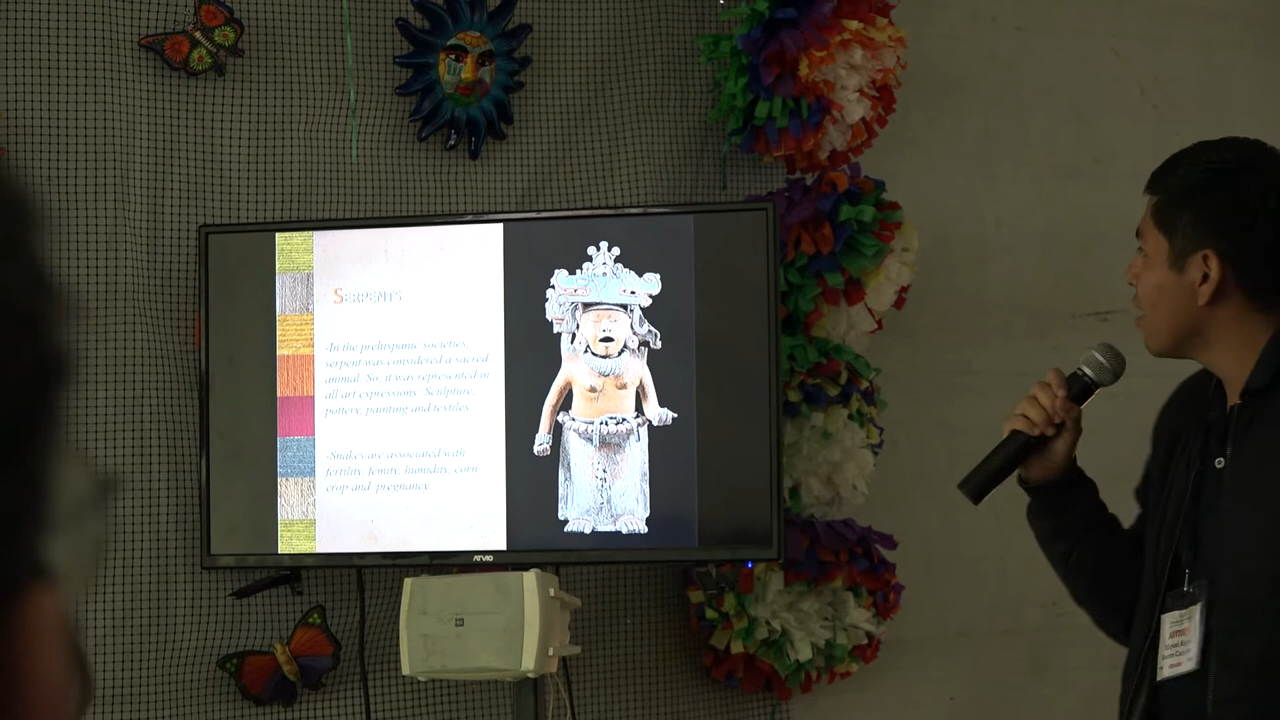 SERPENTS
-In the prehispanic societies,
serpent was considered a sacred
animal. So, it was represented in
all art expressions. Sculpture,
pottery, painting and textiles
-Snakes are associated with
fertility, femity, humidity, corn
crop and pregnancy.
ATVIO